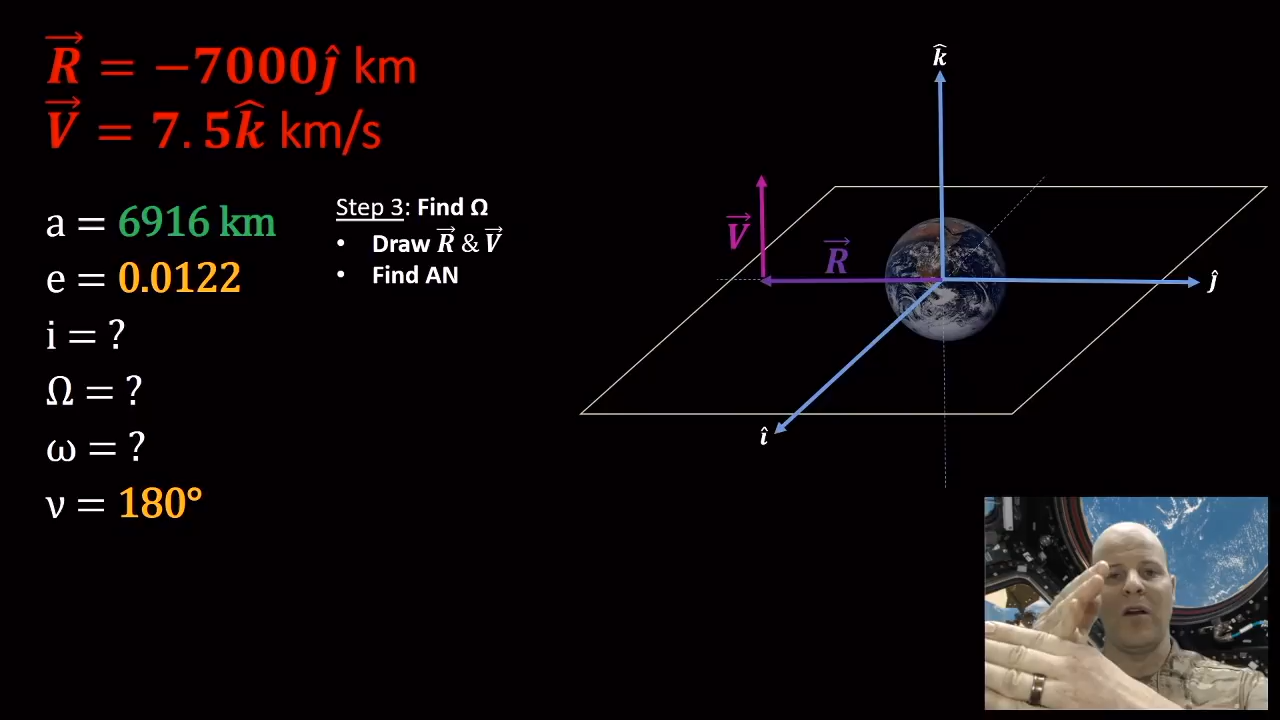 R⃗ = −7000ĵ km
V⃗ = 7.5k̂ km/s
a = 6916 km
e = 0.0122
i = ?
Ω = ?
ω = ?
ν = 180°
Step 3: Find Ω
• Draw R⃗ & V⃗
• Find AN
k̂
V⃗
R⃗
ĵ
î